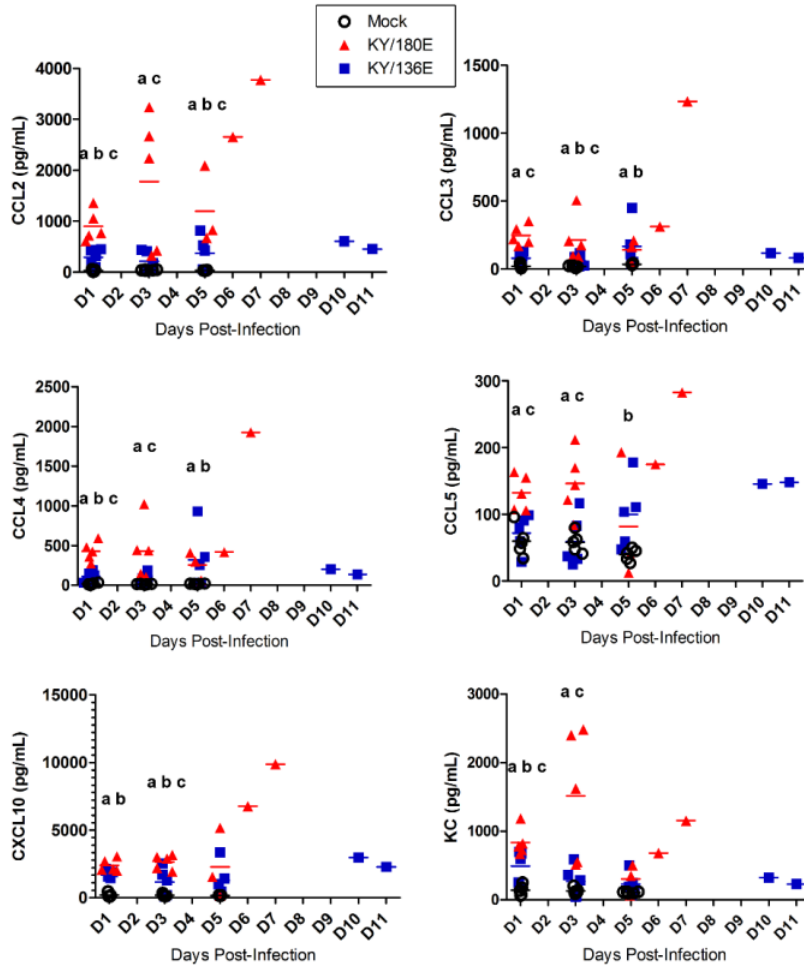 Mock
KY/180E
KY/136E
CCL2 (pg/mL)
4000
3000
2000
1000
0
a b c
a c
a b c
D1 D2 D3 D4 D5 D6 D7 D8 D9 D10 D11
Days Post-Infection
CCL3 (pg/mL)
1500
1000
500
0
a c
a b c
a b
D1 D2 D3 D4 D5 D6 D7 D8 D9 D10 D11
Days Post-Infection
CCL4 (pg/mL)
2500
2000
1500
1000
500
0
a b c
a c
a b
D1 D2 D3 D4 D5 D6 D7 D8 D9 D10 D11
Days Post-Infection
CCL5 (pg/mL)
300
200
100
0
a c
a c
b
D1 D2 D3 D4 D5 D6 D7 D8 D9 D10 D11
Days Post-Infection
CXCL10 (pg/mL)
15000
10000
5000
0
a b
a b c
D1 D2 D3 D4 D5 D6 D7 D8 D9 D10 D11
Days Post-Infection
KC (pg/mL)
3000
2000
1000
0
a b c
a c
D1 D2 D3 D4 D5 D6 D7 D8 D9 D10 D11
Days Post-Infection